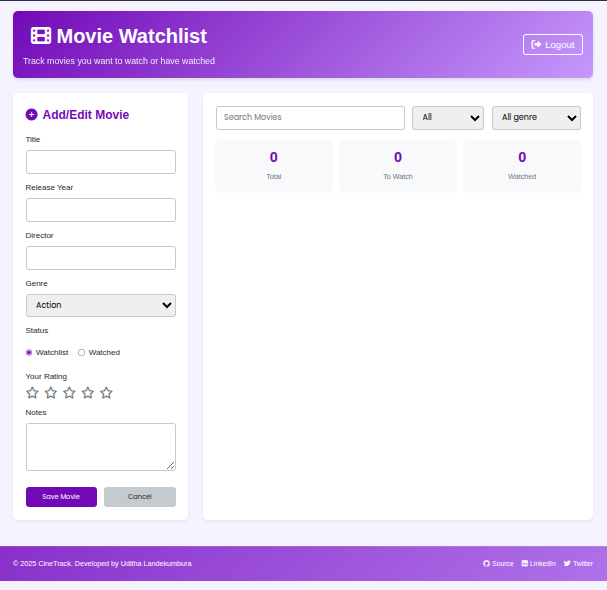 Movie Watchlist
Track movies you want to watch or have watched
Logout
Add/Edit Movie
Title
Release Year
Director
Genre
Action
Status
Watchlist Watched
Your Rating
Notes
Save Movie Cancel
Search Movies All All genre
0 0 0
Total To Watch Watched
© 2025 CineTrack. Developed by Uditha Landekumbura
Source LinkedIn Twitter